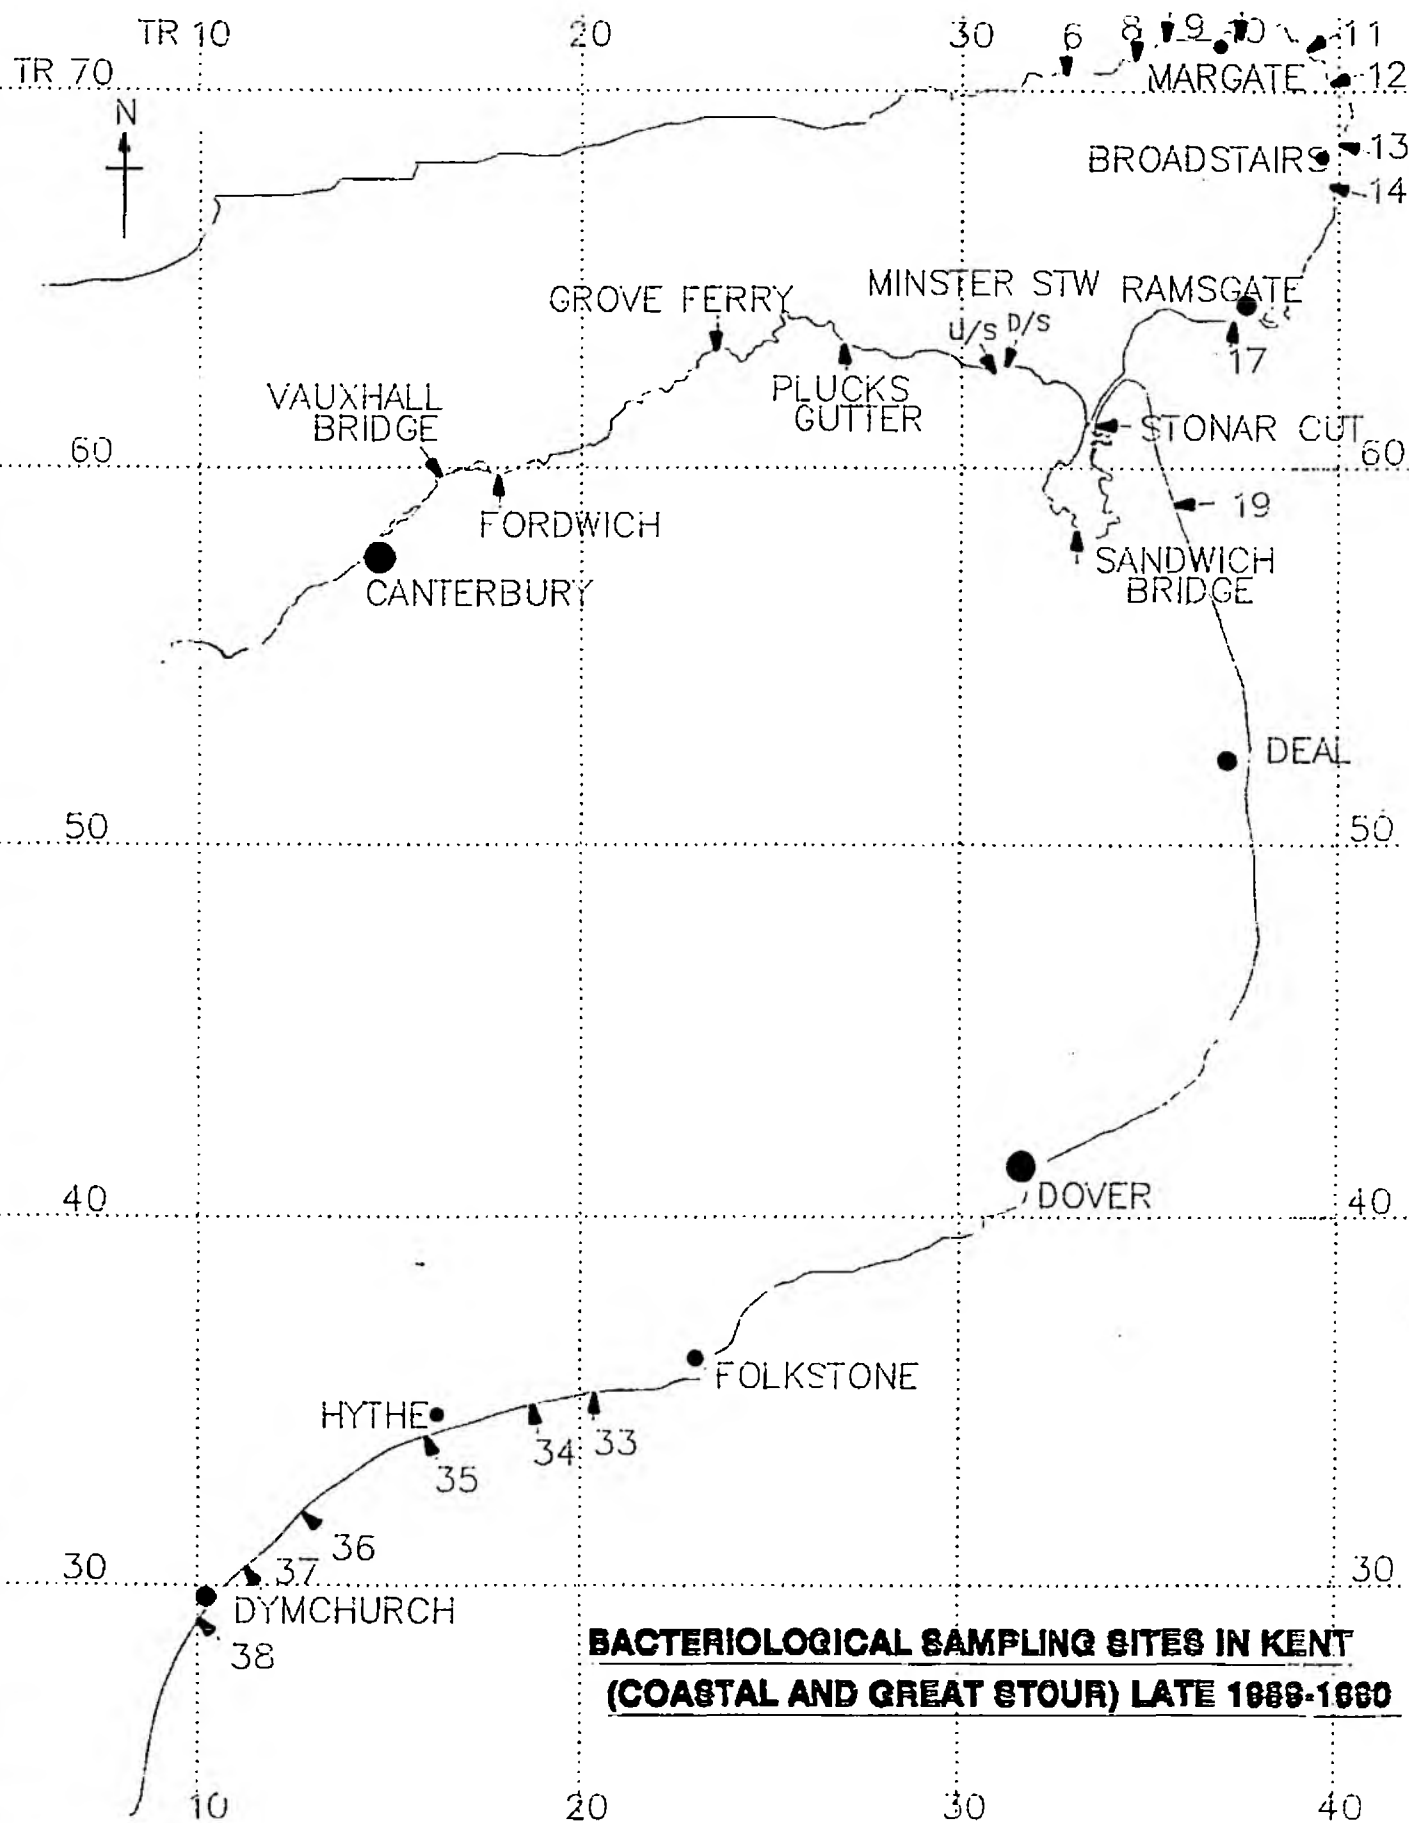 TR 10
20
30
6
8
9
10
11
TR 70
MARGATE
12
N
BROADSTAIRS
13
14
GROVE FERRY
MINSTER STW
RAMSGATE
U/S
D/S
17
VAUXHALL
BRIDGE
PLUCKS
GUTTER
STONAR CUT
60
60
19
FORDWICH
SANDWICH
BRIDGE
CANTERBURY
DEAL
50
50
DOVER
40
40
FOLKSTONE
HYTHE
34
33
35
36
30
37
30
DYMCHURCH
38
BACTERIOLOGICAL SAMPLING SITES IN KENT
(COASTAL AND GREAT STOUR) LATE
10
20
30
40